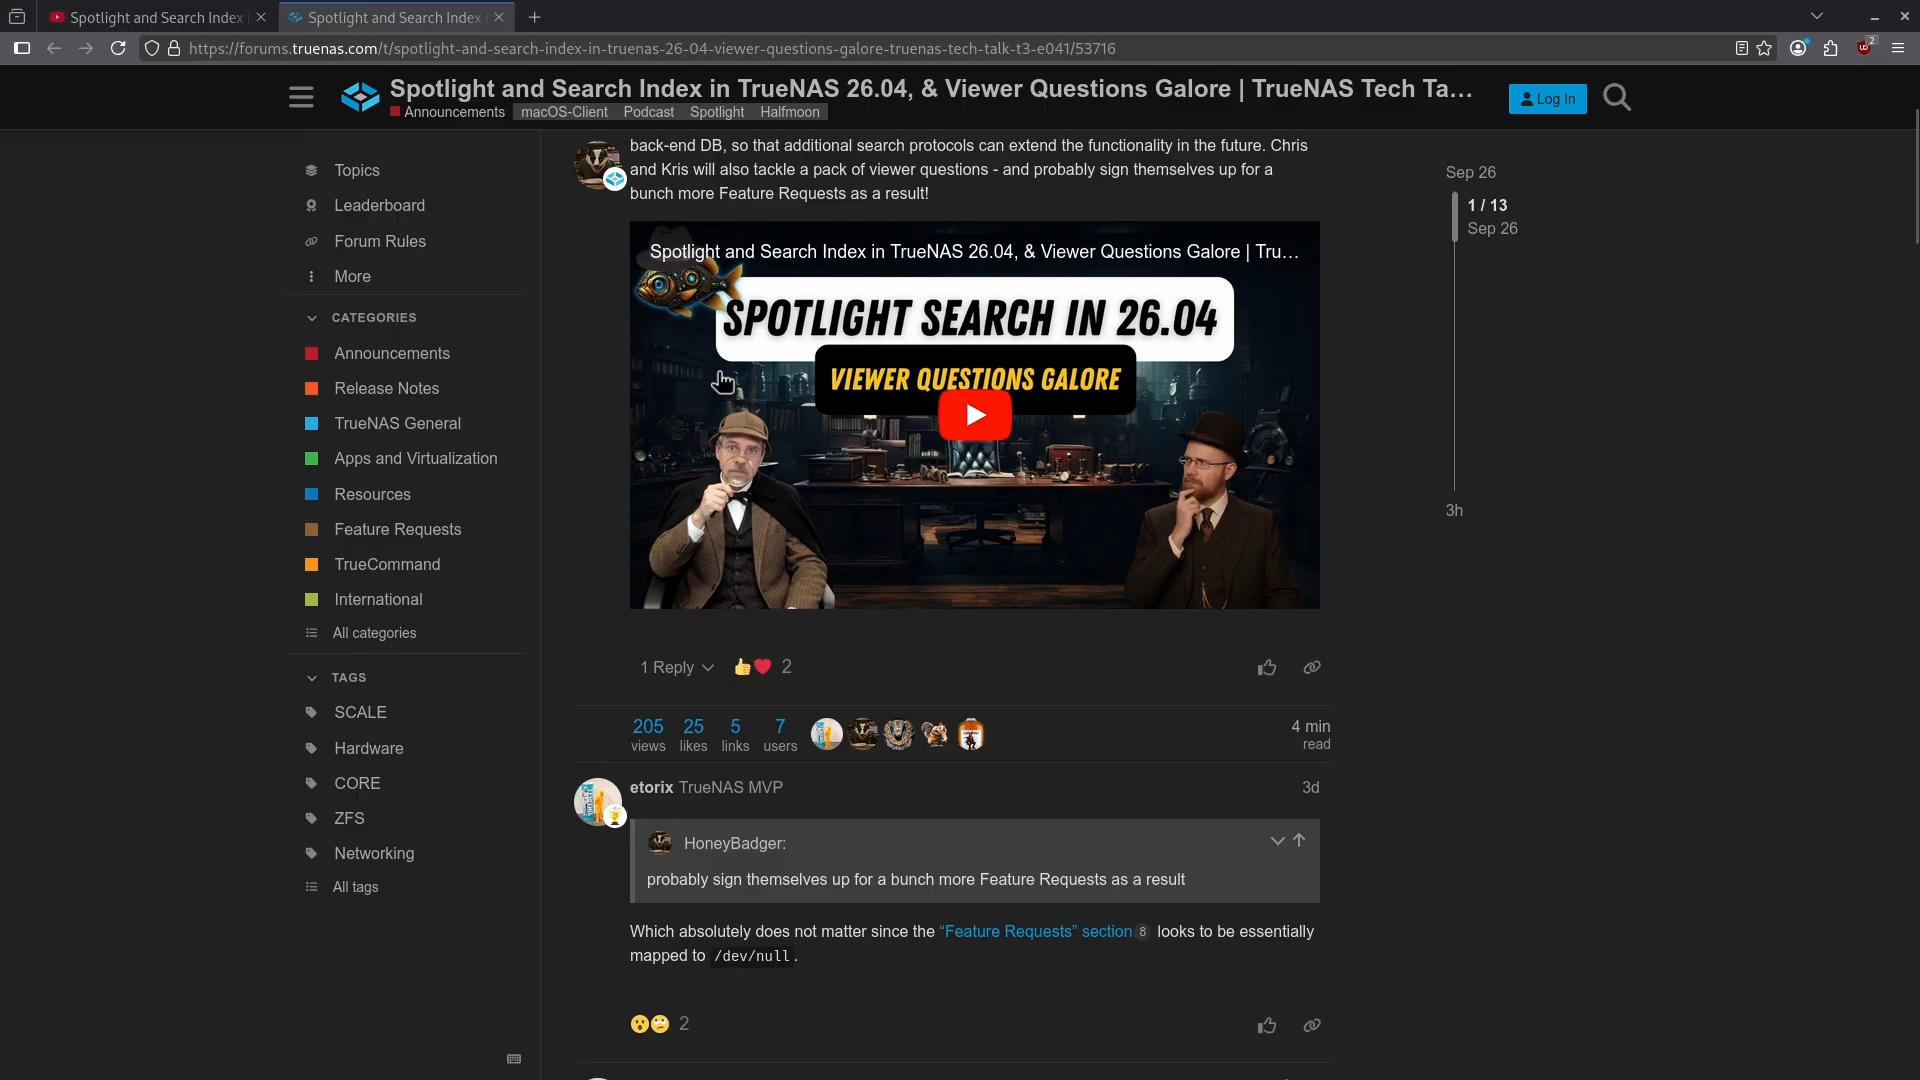 Spotlight and Search Index
Spotlight and Search Index
https://forums.truenas.com/t/spotlight-and-search-index-in-truenas-26-04-viewer-questions-galore-truenas-tech-talk-t3-e041/53716
2
Spotlight and Search Index in TrueNAS 26.04, & Viewer Questions Galore | TrueNAS Tech Ta…
Announcements macOS-Client Podcast Spotlight Halfmoon
Log In
Topics
Leaderboard
Forum Rules
More
CATEGORIES
Announcements
Release Notes
TrueNAS General
Apps and Virtualization
Resources
Feature Requests
TrueCommand
International
All categories
TAGS
SCALE
Hardware
CORE
ZFS
Networking
All tags
back-end DB, so that additional search protocols can extend the functionality in the future. Chris
and Kris will also tackle a pack of viewer questions - and probably sign themselves up for a
bunch more Feature Requests as a result!
Spotlight and Search Index in TrueNAS 26.04, & Viewer Questions Galore | Tru…
SPOTLIGHT SEARCH IN 26.04
VIEWER QUESTIONS GALORE
1 Reply 2
205 25 5 7
views likes links users
4 min
read
etorix TrueNAS MVP 3d
HoneyBadger:
probably sign themselves up for a bunch more Feature Requests as a result
Which absolutely does not matter since the “Feature Requests” section 8 looks to be essentially
mapped to /dev/null.
2
Sep 26
1 / 13
Sep 26
3h